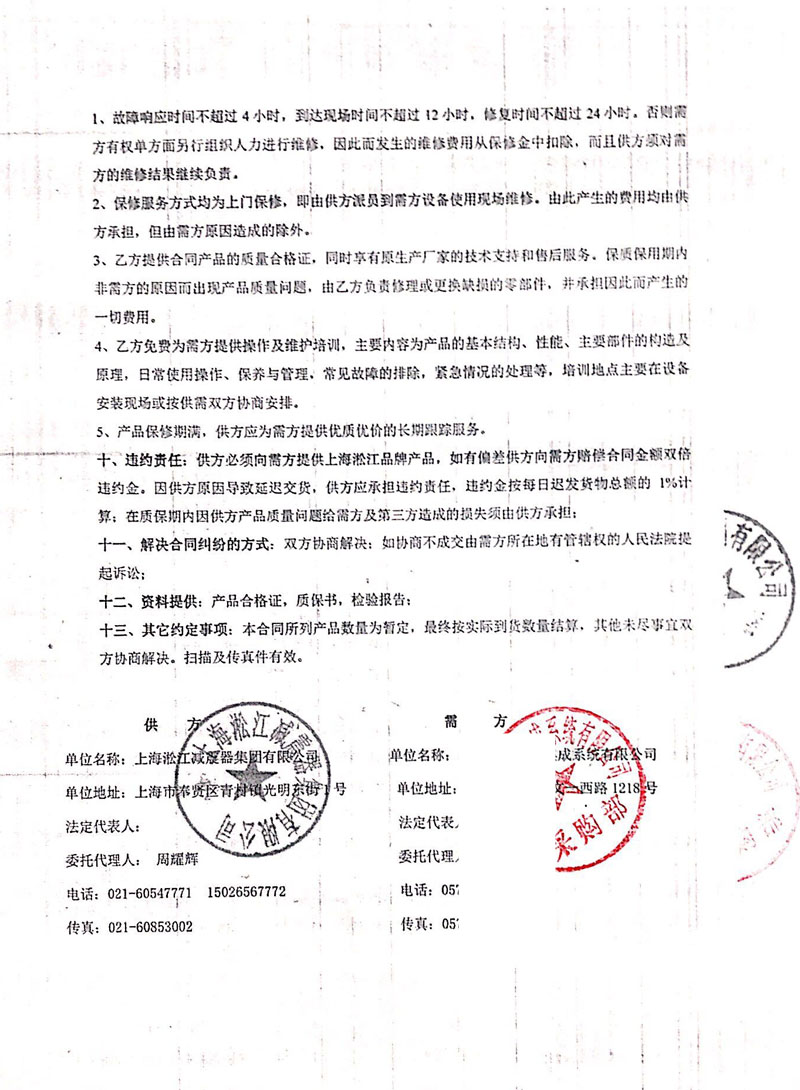 1、故障响应时间不超过 4 小时，到达现场时间不超过 12 小时，修复时间不超过 24 小时。否则需
方有权单方面另行组织人力进行维修，因此而发生的维修费用从保修金中扣除，而且供方须对需
方的维修结果继续负责。
2、保修服务方式均为上门保修，即由供方派员到需方设备使用现场维修。由此产生的费用均由供
方承担，但由需方原因造成的除外。
3、乙方提供合同产品的质量合格证，同时享有原生产厂家的技术支持和售后服务。保质保用期内
非需方的原因而出现产品质量问题，由乙方负责修理或更换缺损的零部件，并承担因此而产生的
一切费用。
4、乙方免费为需方提供操作及维护培训，主要内容为产品的基本结构、性能、主要部件的构造及
原理，日常使用操作、保养与管理、常见故障的排除，紧急情况的处理等，培训地点主要在设备
安装现场或按供需双方协商安排。
5、产品保修期满，供方应为需方提供优质优价的长期跟踪服务。
十、违约责任：供方必须向需方提供上海淞江品牌产品，如有偏差供方向需方赔偿合同金额双倍
违约金。因供方原因导致延迟交货，供方应承担违约责任，违约金按每日迟发货物总额的 1%计
算；在质保期内因供方产品质量问题给需方及第三方造成的损失须由供方承担；
十一、解决合同纠纷的方式：双方协商解决；如协商不成交由需方所在地有管辖权的人民法院提
起诉讼；
十二、资料提供：产品合格证，质保书，检验报告；
十三、其它约定事项：本合同所列产品数量为暂定，最终按实际到货数量结算，其他未尽事宜双
方协商解决。扫描及传真件有效。
有限公司
供 方
单位名称：上海淞江减震器集团有限公司
单位地址：上海市奉贤区青村镇光明东街1号
法定代表人：
委托代理人： 周耀辉
电话：021-60547771 15026567772
传真：021-60853002
上海淞江减震器集团有限公司
需 方
单位名称： 成系统有限公司
单位地址： 西路 1218 号
法定代表
委托代理
电话：05
传真：05
系统有限公司
采购部